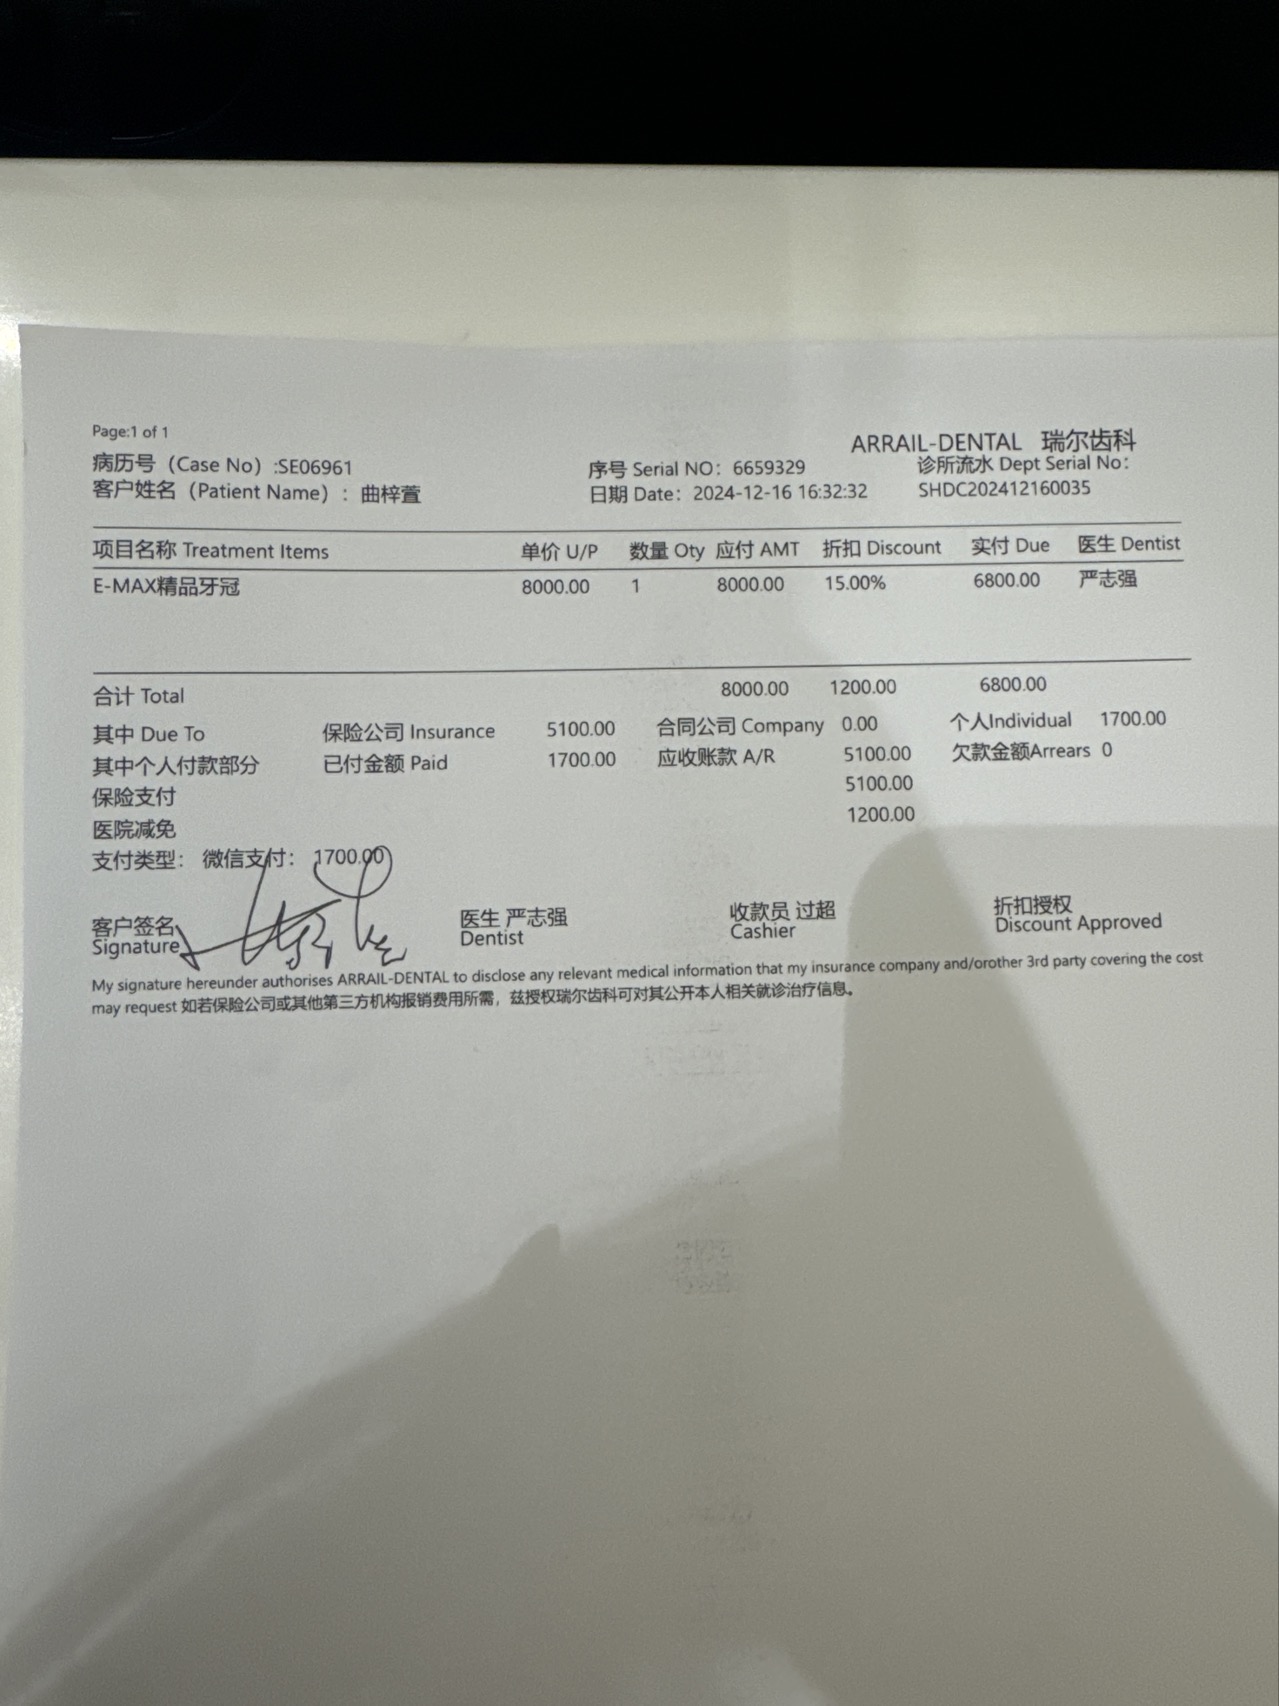 Page:1 of 1
ARRAIL-DENTAL 瑞尔齿科
病历号（Case No）:SE06961 序号 Serial NO：6659329 诊所流水 Dept Serial No：
客户姓名（Patient Name）：曲梓萱 日期 Date：2024-12-16 16:32:32 SHDC202412160035
项目名称 Treatment Items 单价 U/P 数量 Qty 应付 AMT 折扣 Discount 实付 Due 医生 Dentist
E-MAX精品牙冠 8000.00 1 8000.00 15.00% 6800.00 严志强
合计 Total 8000.00 1200.00 6800.00
其中 Due To 保险公司 Insurance 5100.00 合同公司 Company 0.00 个人Individual 1700.00
其中个人付款部分 已付金额 Paid 1700.00 应收账款 A/R 5100.00 欠款金额Arrears 0
保险支付 5100.00
医院减免 1200.00
支付类型： 微信支付： 1700.00
客户签名 医生 严志强 收款员 过超 折扣授权
Signature Dentist Cashier Discount Approved
My signature hereunder authorises ARRAIL-DENTAL to disclose any relevant medical information that my insurance company and/orother 3rd party covering the cost
may request 如若保险公司或其他第三方机构报销费用所需，兹授权瑞尔齿科可对其公开本人相关就诊治疗信息。